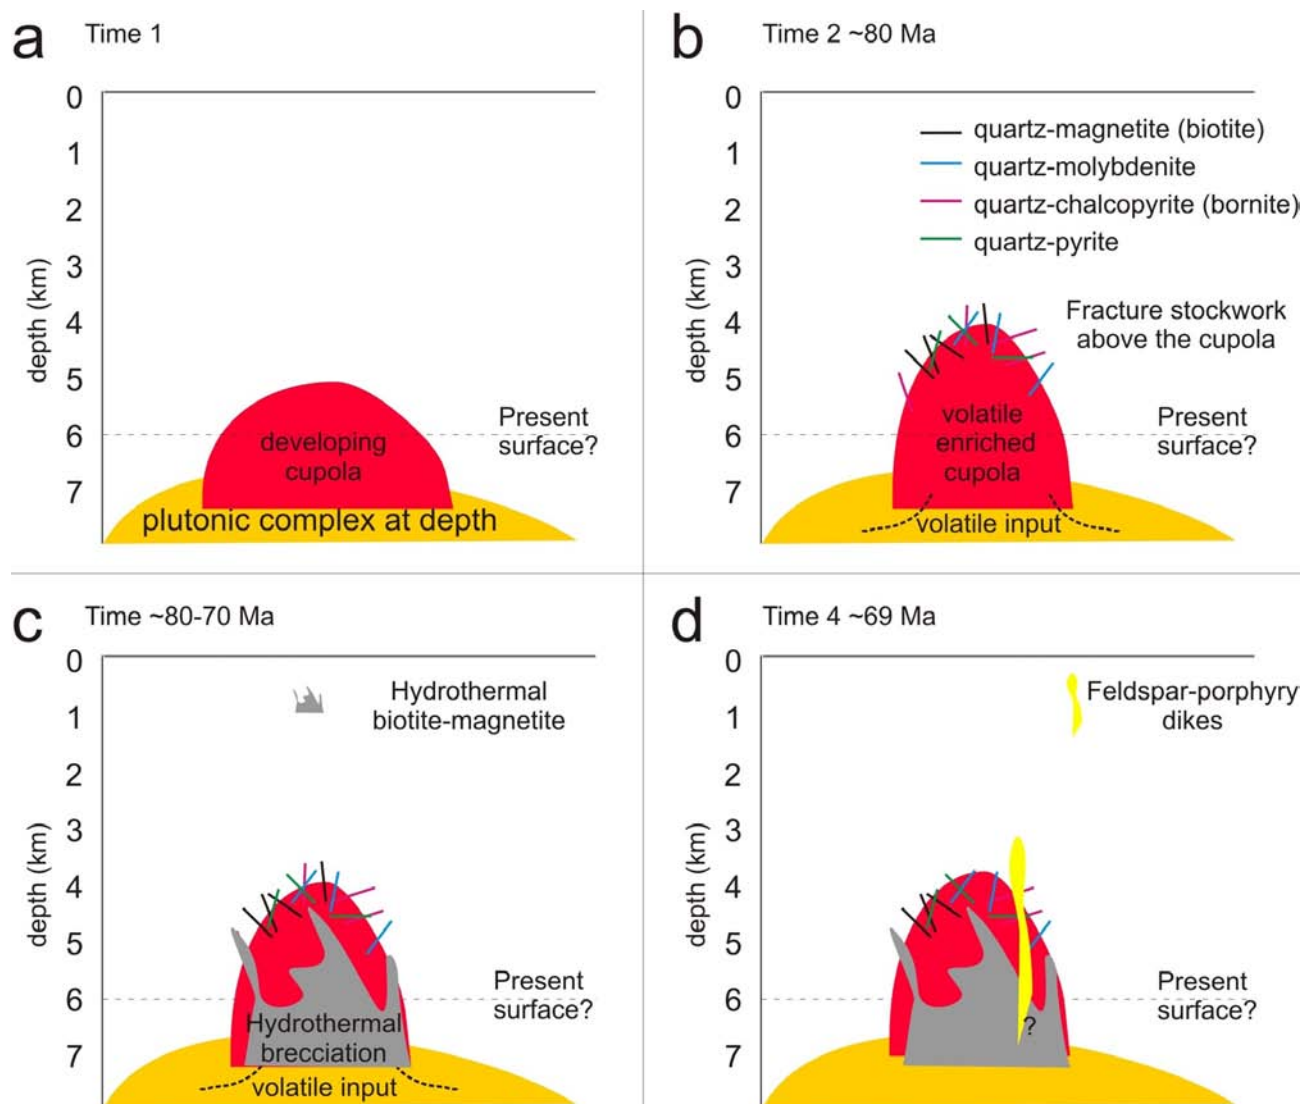 a
Time 1
0
1
2
3
4
5
6
7
depth (km)
developing
cupola
Present
surface?
plutonic complex at depth
b
Time 2 ~80 Ma
0
1
2
3
4
5
6
7
depth (km)
quartz-magnetite (biotite)
quartz-molybdenite
quartz-chalcopyrite (bornite)
quartz-pyrite
Fracture stockwork
above the cupola
volatile
enriched
cupola
Present
surface?
volatile input
c
Time ~80-70 Ma
0
1
2
3
4
5
6
7
depth (km)
Hydrothermal
biotite-magnetite
Present
surface?
Hydrothermal
brecciation
volatile input
d
Time 4 ~69 Ma
0
1
2
3
4
5
6
7
depth (km)
Feldspar-porphyry
dikes
Present
surface?
?